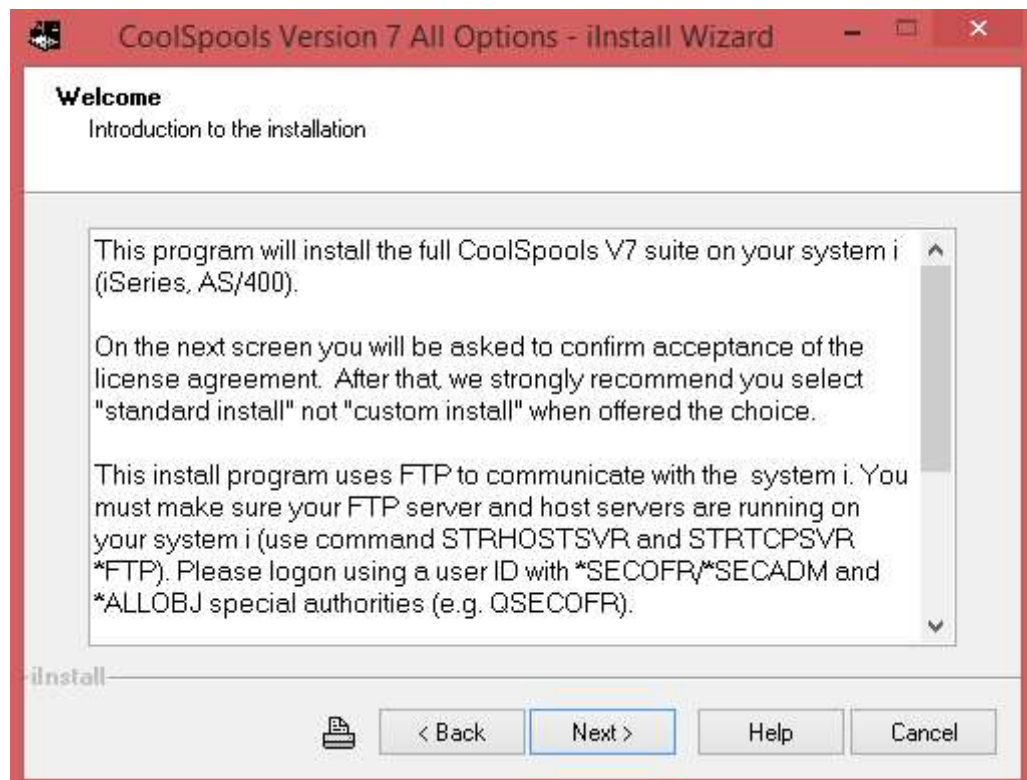 CoolSpools Version 7 All Options - iInstall Wizard
Welcome
Introduction to the installation
This program will install the full CoolSpools V7 suite on your system i
(iSeries, AS/400).
On the next screen you will be asked to confirm acceptance of the
license agreement.  After that, we strongly recommend you select
"standard install" not "custom install" when offered the choice.
This install program uses FTP to communicate with the  system i. You
must make sure your FTP server and host servers are running on
your system i (use command STRHOSTSVR and STRTCPSVR
*FTP). Please logon using a user ID with *SECOFR/*SECADM and
*ALLOBJ special authorities (e.g. QSECOFR).
iInstall
< Back Next > Help Cancel